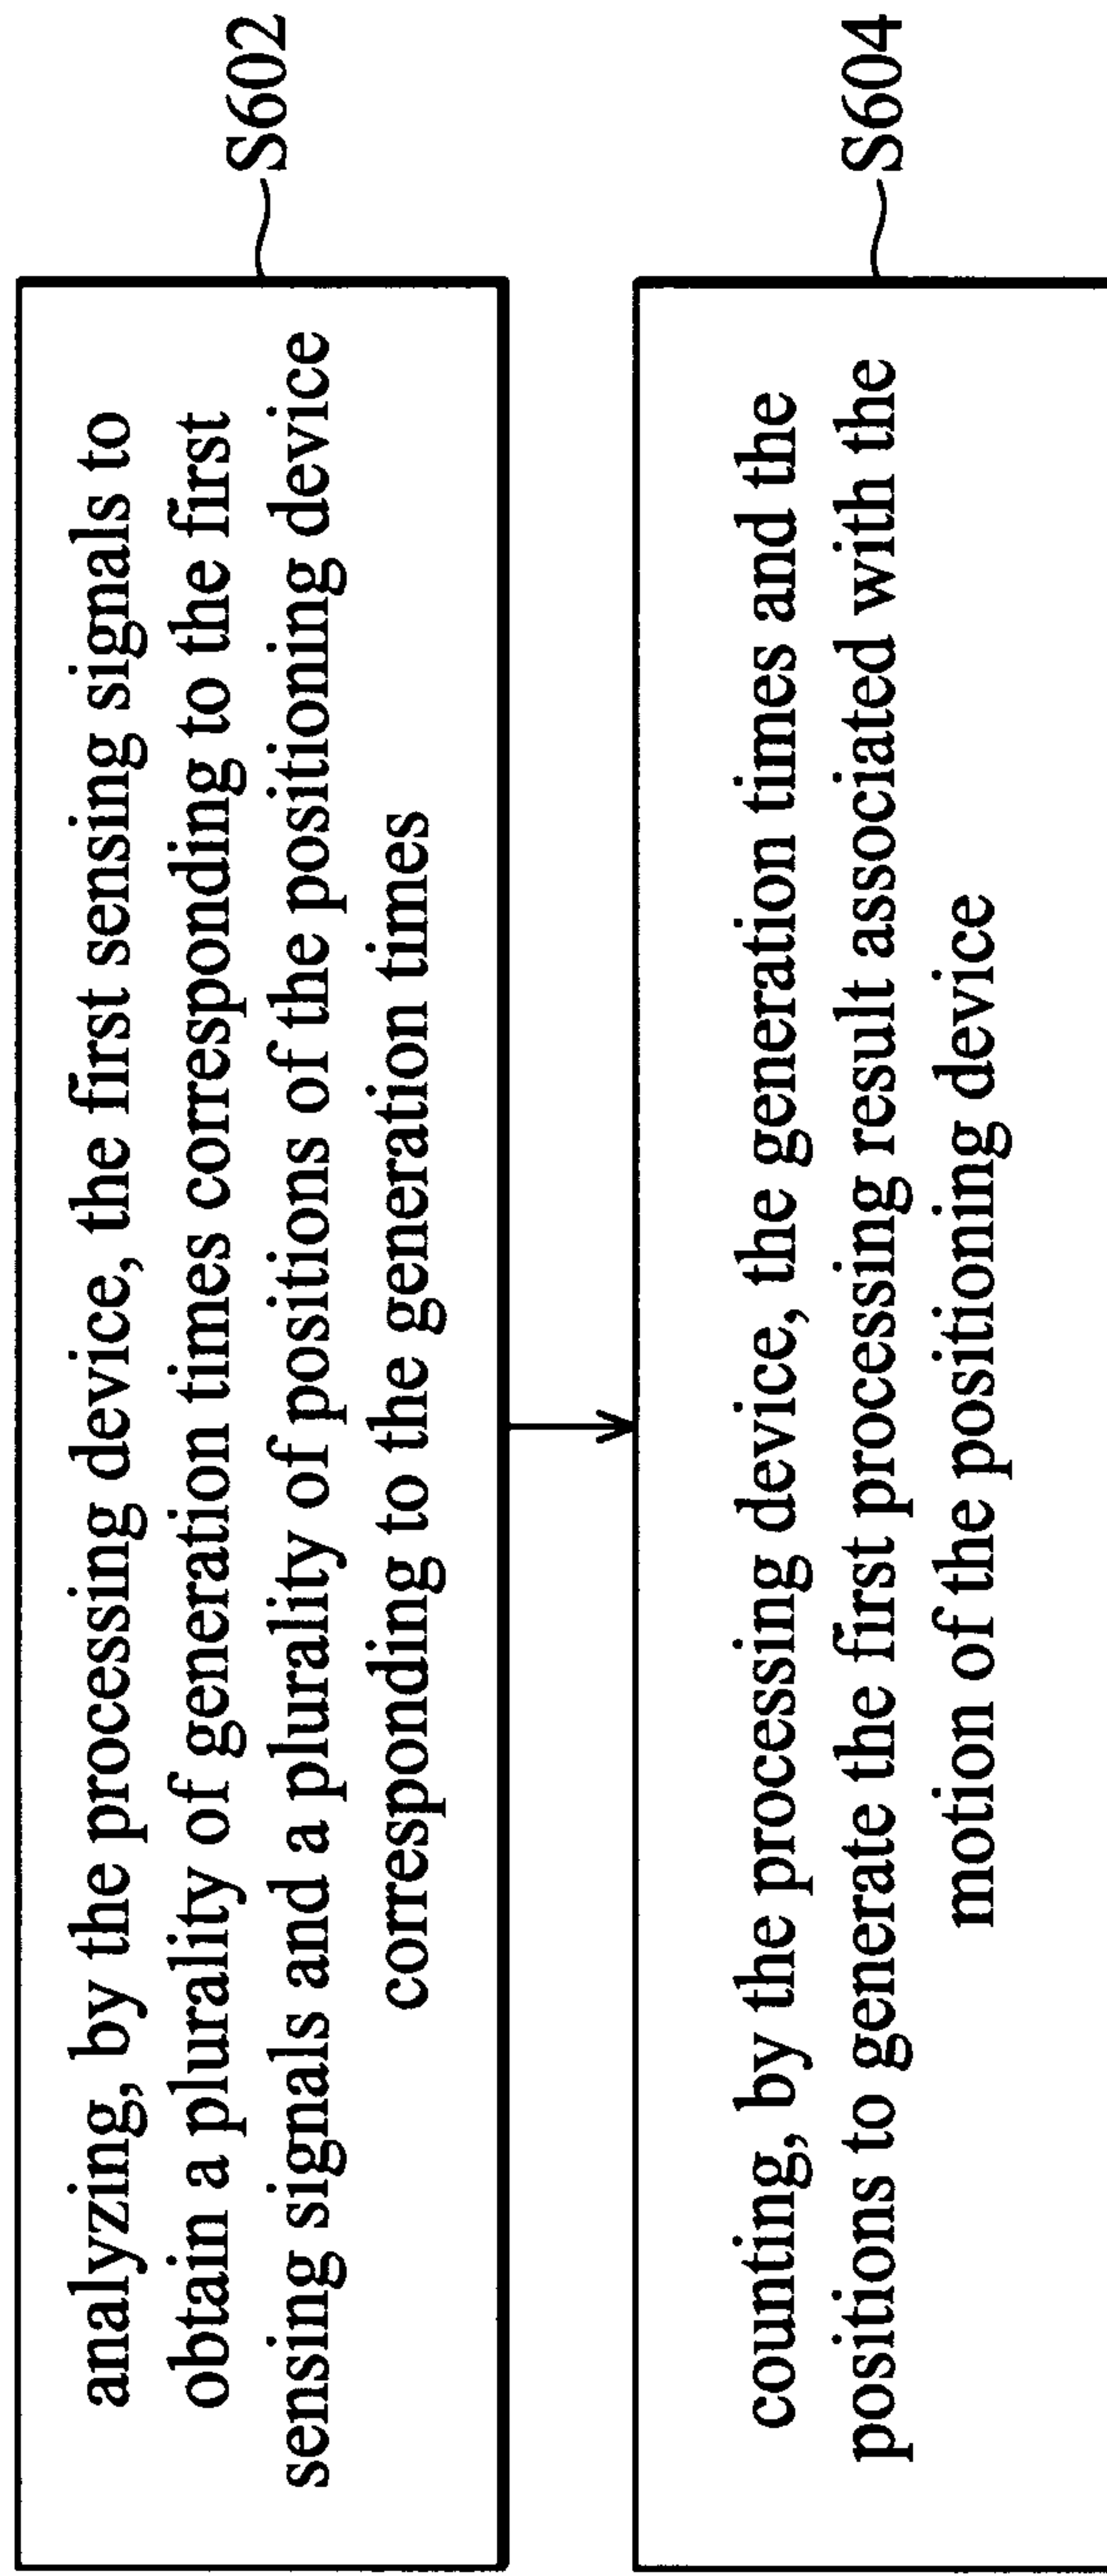 analyzing, by the processing device, the first sensing signals to
obtain a plurality of generation times corresponding to the first
sensing signals and a plurality of positions of the positioning device
corresponding to the generation times
S602
counting, by the processing device, the generation times and the
positions to generate the first processing result associated with the
motion of the positioning device
S604